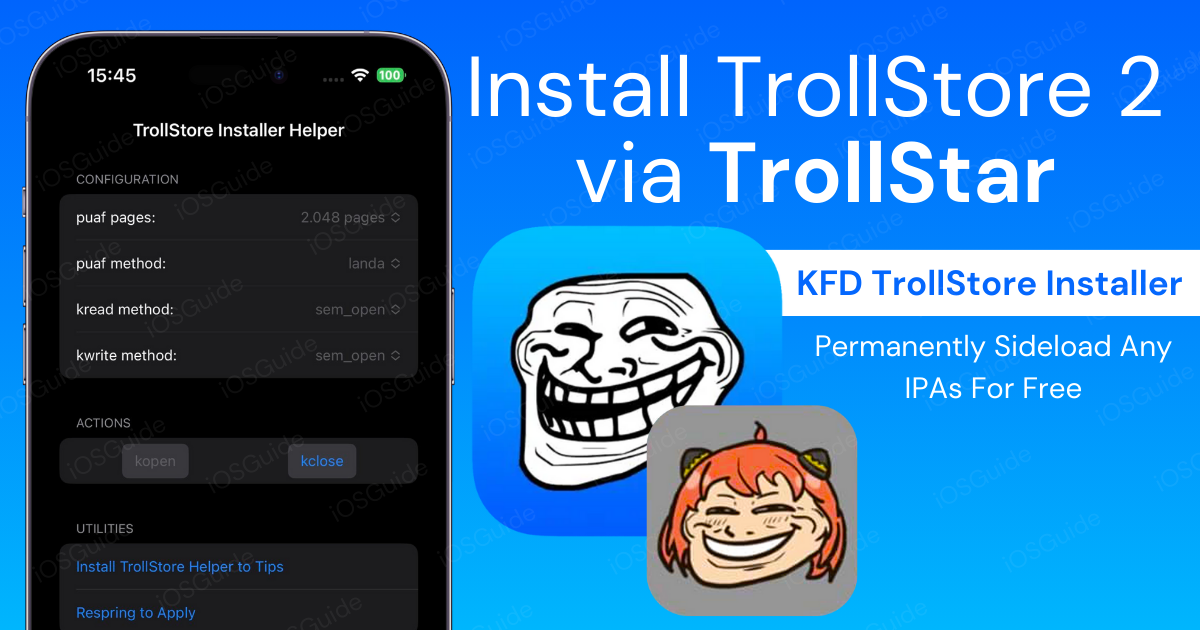 15:45
100
TrollStore Installer Helper
CONFIGURATION
puaf pages:
2.048 pages
puaf method:
landa
kread method:
sem_open
kwrite method:
sem_open
ACTIONS
kopen
kclose
UTILITIES
Install TrollStore Helper to Tips
Respring to Apply
Install TrollStore 2
via TrollStar
KFD TrollStore Installer
Permanently Sideload Any
IPAs For Free
iOSGuide